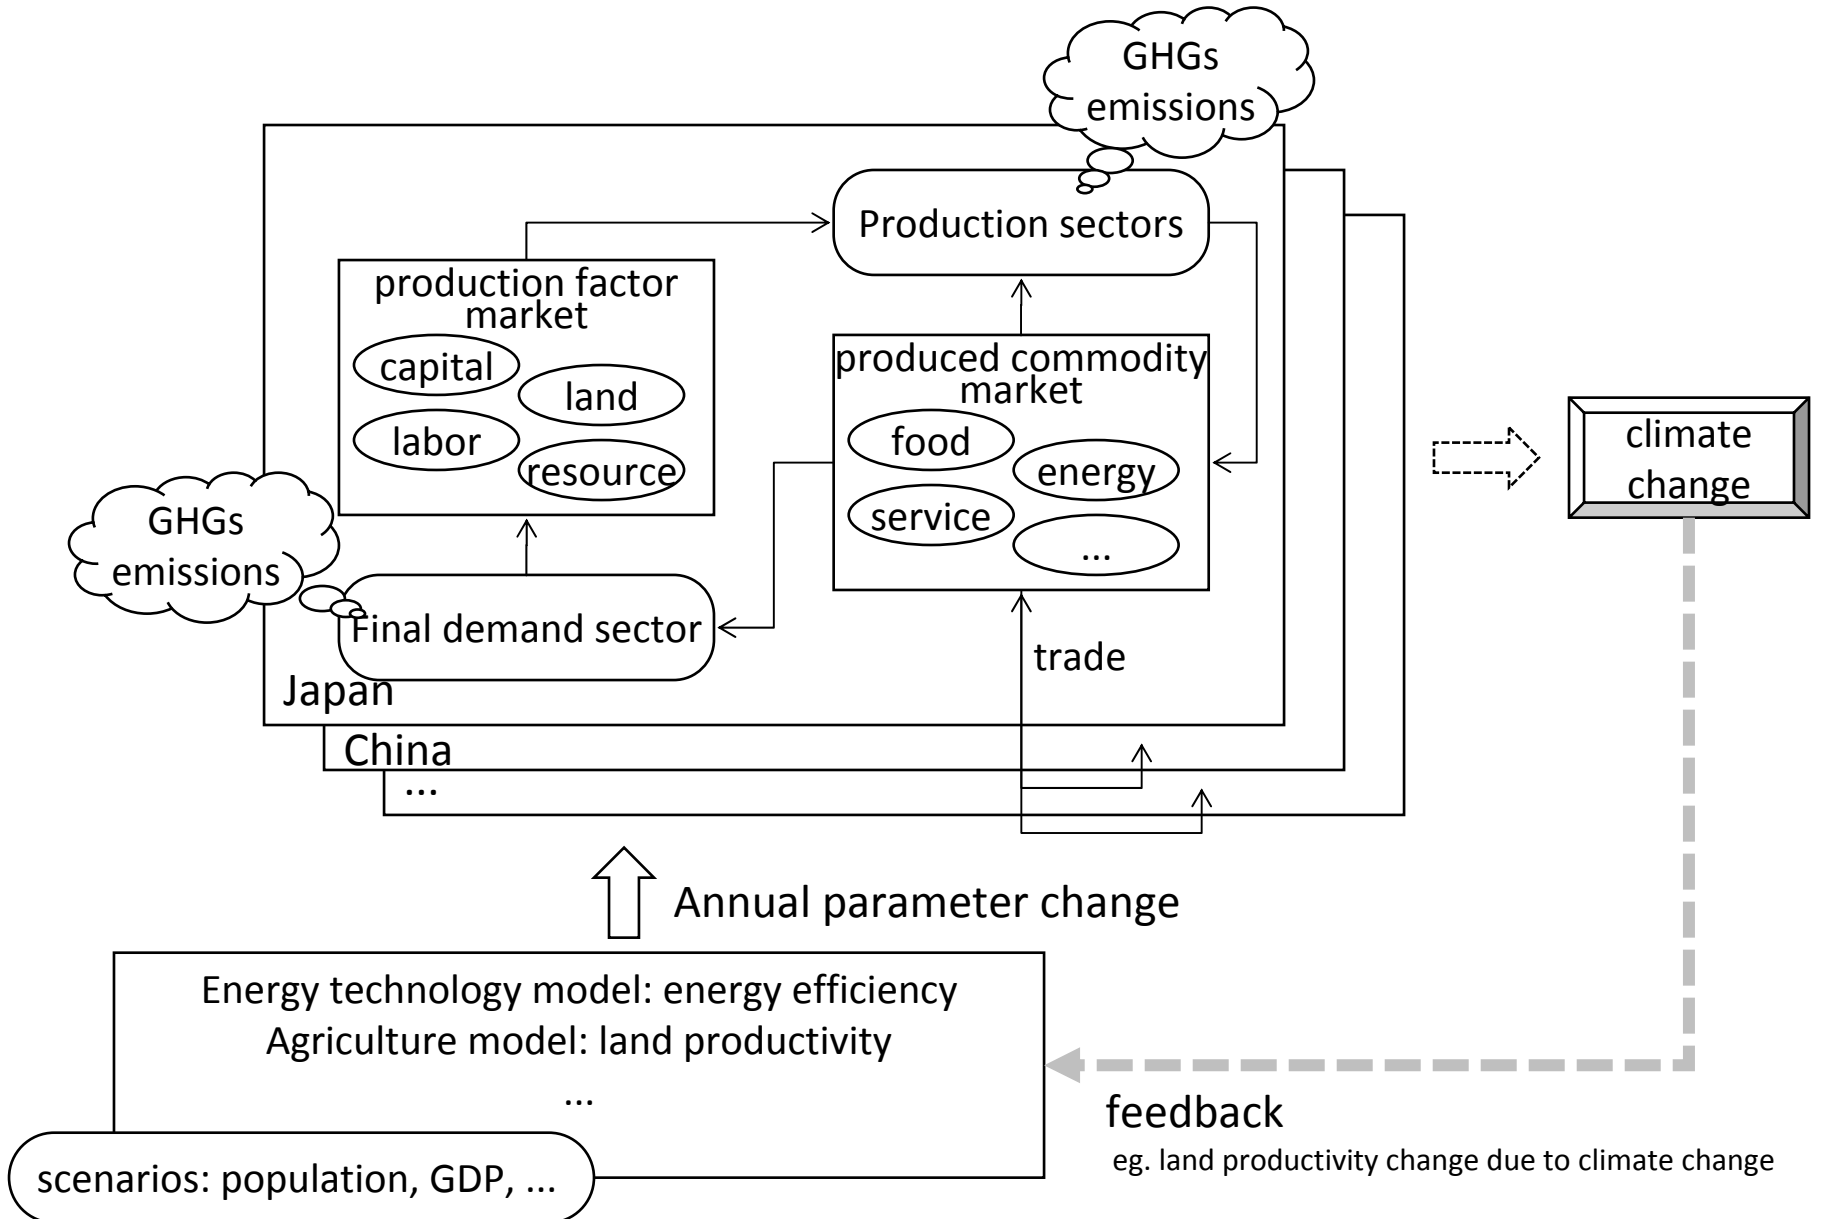 GHGs
emissions
Production sectors
production factor
market
capital
land
labor
resource
produced commodity
market
food
energy
service
...
climate
change
GHGs
emissions
Final demand sector
trade
Japan
China
...
Annual parameter change
Energy technology model: energy efficiency
Agriculture model: land productivity
...
scenarios: population, GDP, ...
feedback
eg. land productivity change due to climate change